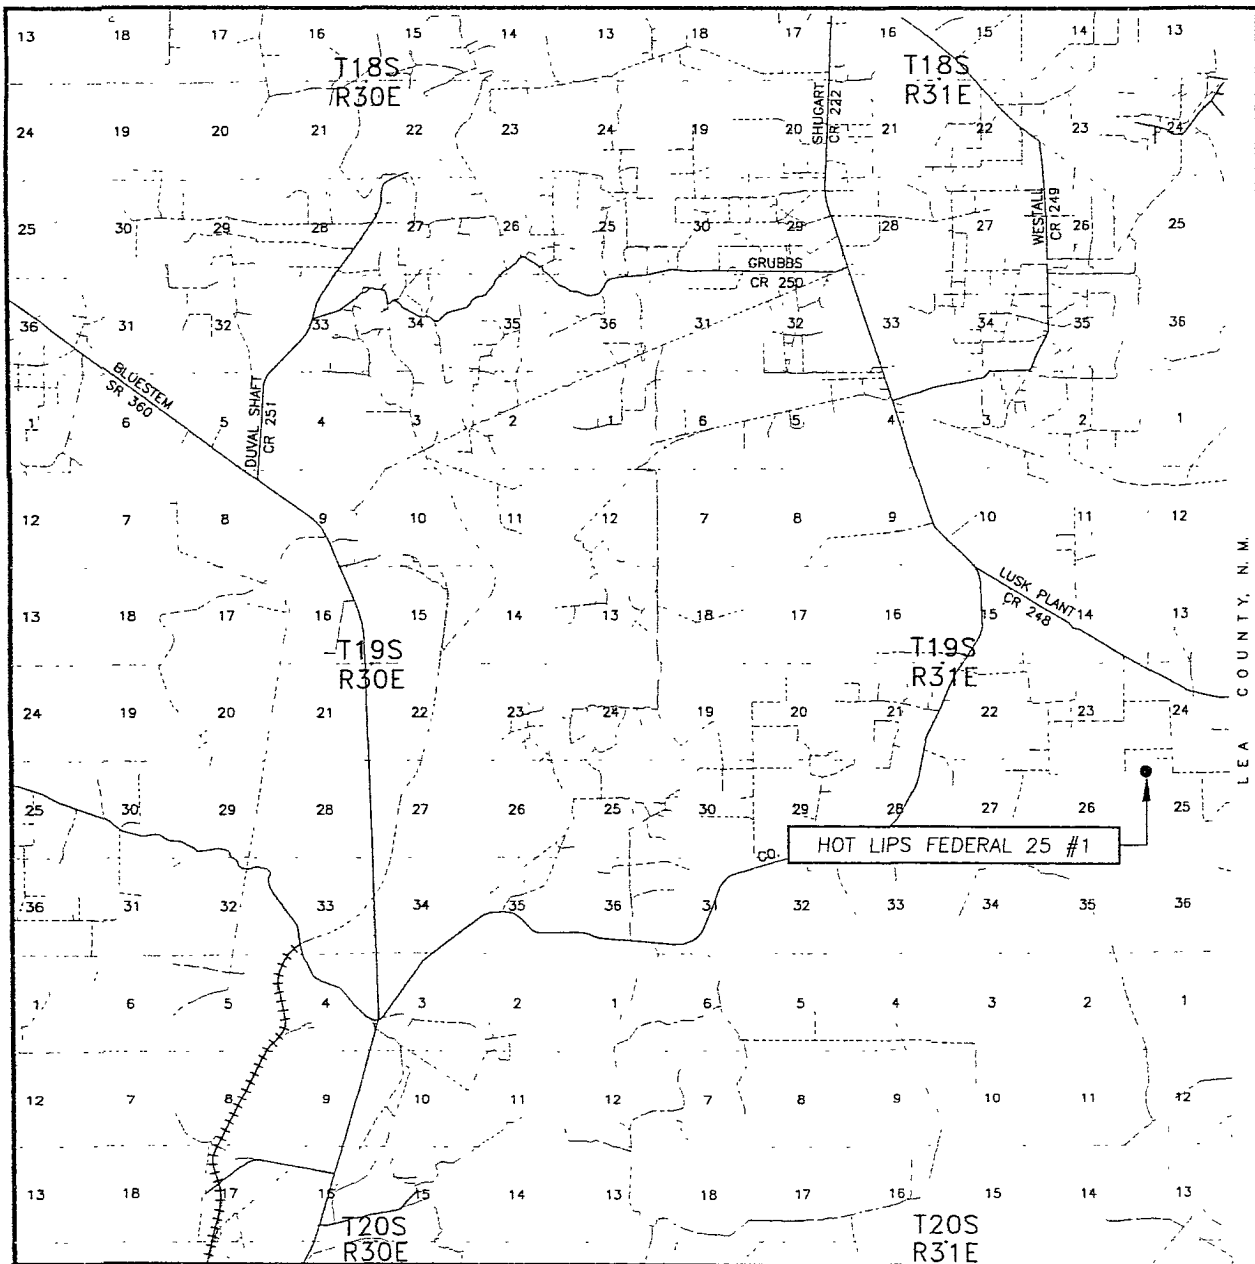 13 18 17 16 15 14 13 18 17 16 15 14 13
T18S T18S
R30E R31E
24 19 20 21 22 23 24 19 20 21 22 23 24
SHUGART
CR 222
WESTALL
CR 249
25 30 29 28 27 26 25 30 29 28 27 26 25
GRUBBS
CR 250
36 31 32 33 34 35 36 31 32 33 34 35 36
BLUESTEM
SR 360
DUVAL SHAFT
CR 251
1 6 5 4 3 2 1 6 5 4 3 2 1
12 7 8 9 10 11 12 7 8 9 10 11 12
LUSK PLANT
CR 248
13 18 17 16 15 14 13 18 17 16 15 14 13
T19S T19S
R30E R31E
24 19 20 21 22 23 24 19 20 21 22 23 24
LEA COUNTY, N.M.
25 30 29 28 27 26 25 30 29 28 27 26 25
HOT LIPS FEDERAL 25 #1
CO.
36 31 32 33 34 35 36 31 32 33 34 35 36
1 6 5 4 3 2 1 6 5 4 3 2 1
12 7 8 9 10 11 12 7 8 9 10 11 12
13 18 17 16 15 14 13 18 17 16 15 14 13
T20S T20S
R30E R31E